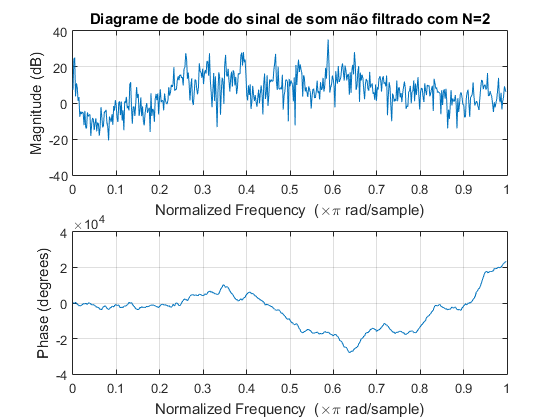 Diagrame de bode do sinal de som não filtrado com N=2
40
20
0
-20
-40
Magnitude (dB)
0 0.1 0.2 0.3 0.4 0.5 0.6 0.7 0.8 0.9 1
Normalized Frequency (×π rad/sample)
×10⁴
4
2
0
-2
-4
Phase (degrees)
0 0.1 0.2 0.3 0.4 0.5 0.6 0.7 0.8 0.9 1
Normalized Frequency (×π rad/sample)